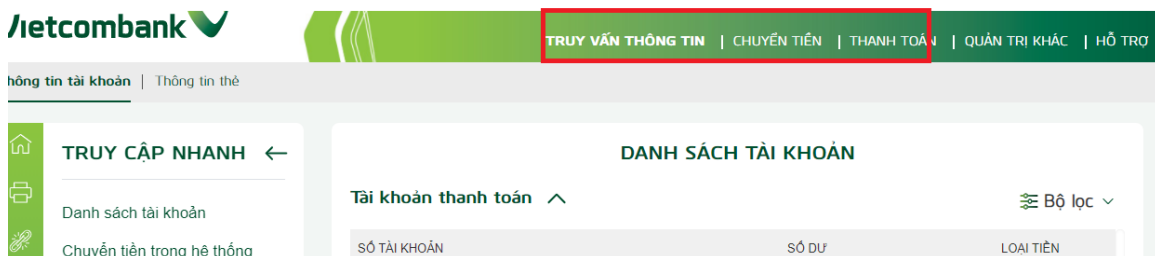 Vietcombank
TRUY VẤN THÔNG TIN | CHUYỂN TIỀN | THANH TOÁN | QUẢN TRỊ KHÁC | HỖ TRỢ
hông tin tài khoản | Thông tin thẻ
TRUY CẬP NHANH
DANH SÁCH TÀI KHOẢN
Tài khoản thanh toán
Bộ lọc
Danh sách tài khoản
Chuyển tiền trong hệ thống
SỐ TÀI KHOẢN SỐ DƯ LOẠI TIỀN